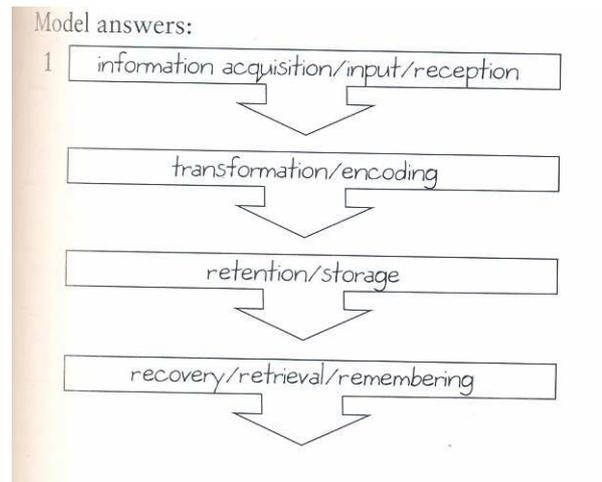 Model answers:
1 information acquisition/input/reception
transformation/encoding
retention/storage
recovery/retrieval/remembering